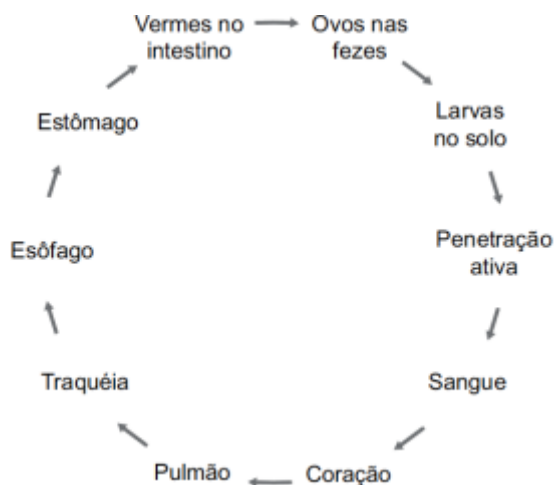 Vermes no
intestino
Ovos nas
fezes
Larvas
no solo
Penetração
ativa
Sangue
Coração
Pulmão
Traquéia
Esôfago
Estômago